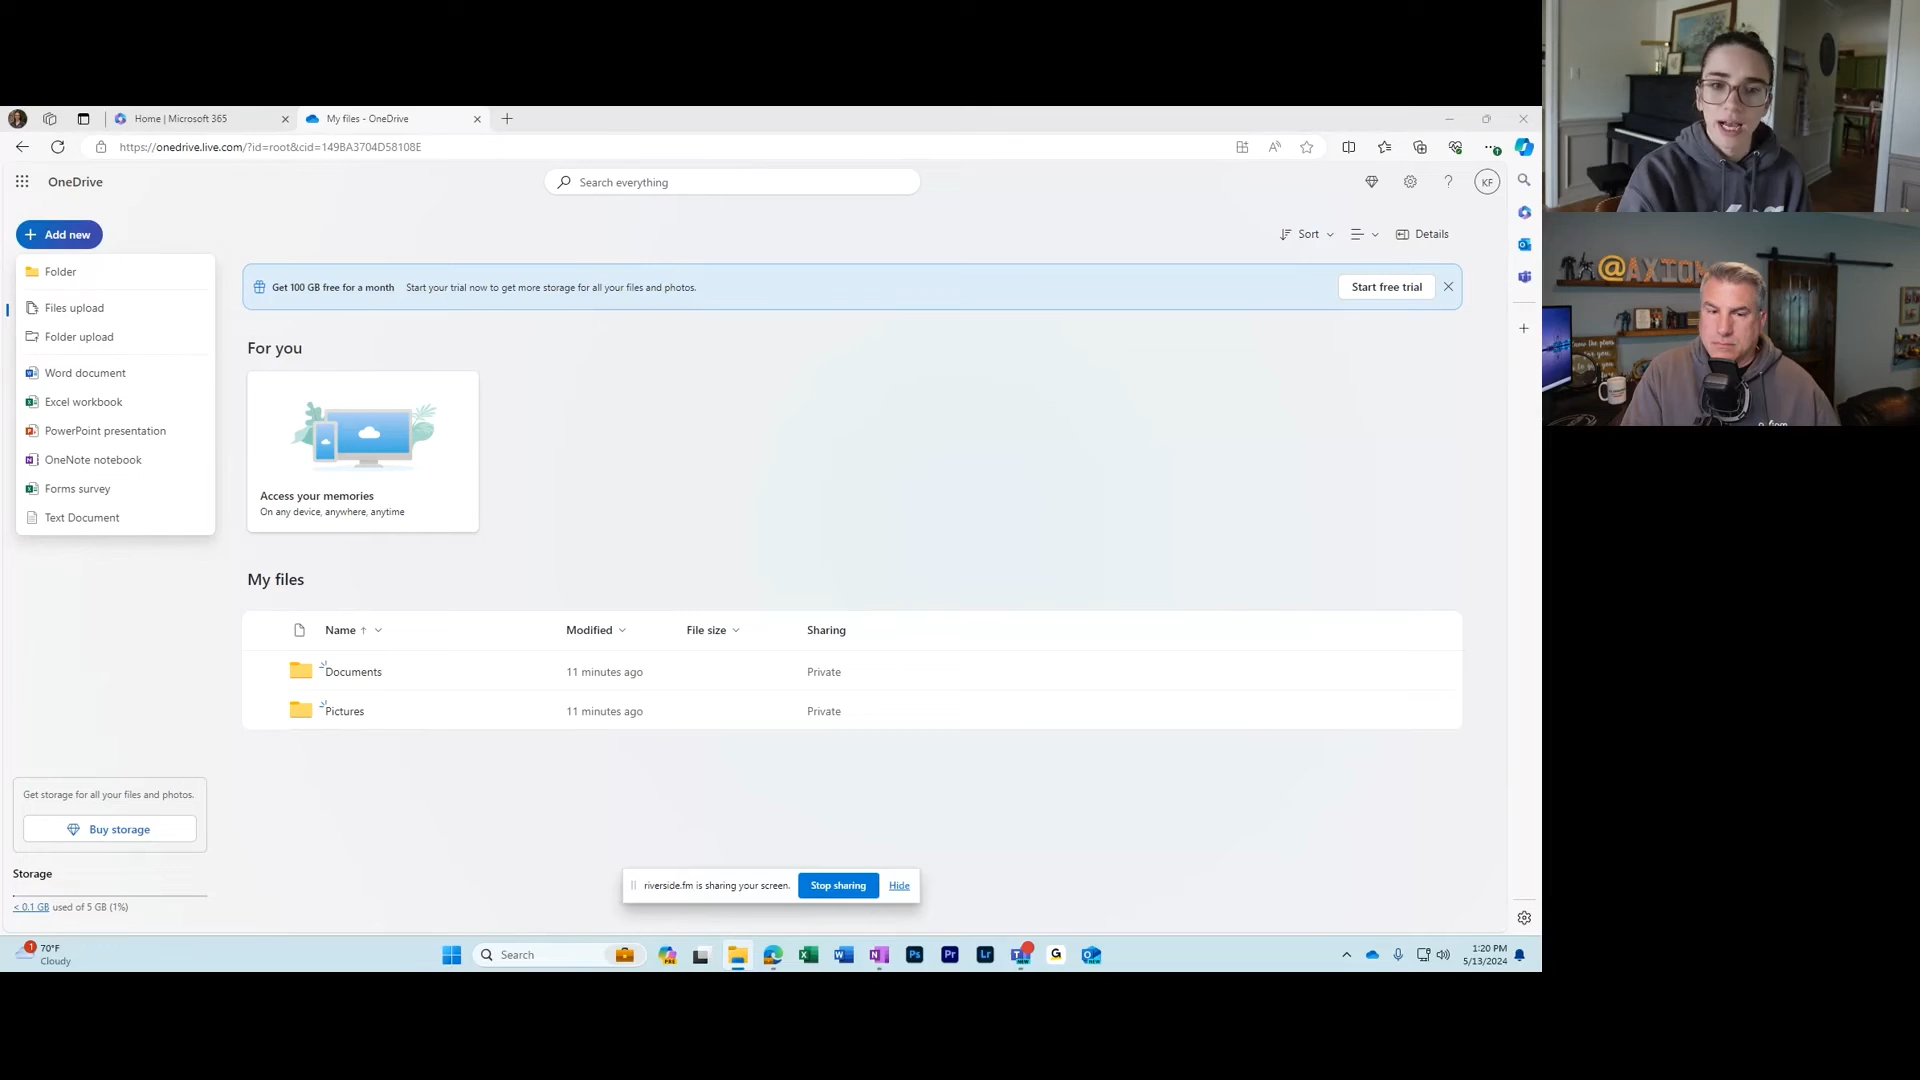 Home | Microsoft 365
My files - OneDrive
https://onedrive.live.com/?id=root&cid=149BA3704D58108E
OneDrive
Search everything
KF
Add new
Sort
Details
Folder
Files upload
Folder upload
Word document
Excel workbook
PowerPoint presentation
OneNote notebook
Forms survey
Text Document
Get 100 GB free for a month
Start your trial now to get more storage for all your files and photos.
Start free trial
For you
Access your memories
On any device, anywhere, anytime
My files
Name
Modified
File size
Sharing
Documents
11 minutes ago
Private
Pictures
11 minutes ago
Private
Get storage for all your files and photos.
Buy storage
Storage
< 0.1 GB used of 5 GB (1%)
riverside.fm is sharing your screen.
Stop sharing
Hide
1
70°F
Cloudy
Search
Ps
Pr
Lr
G
1:20 PM
5/13/2024
@AXIOM